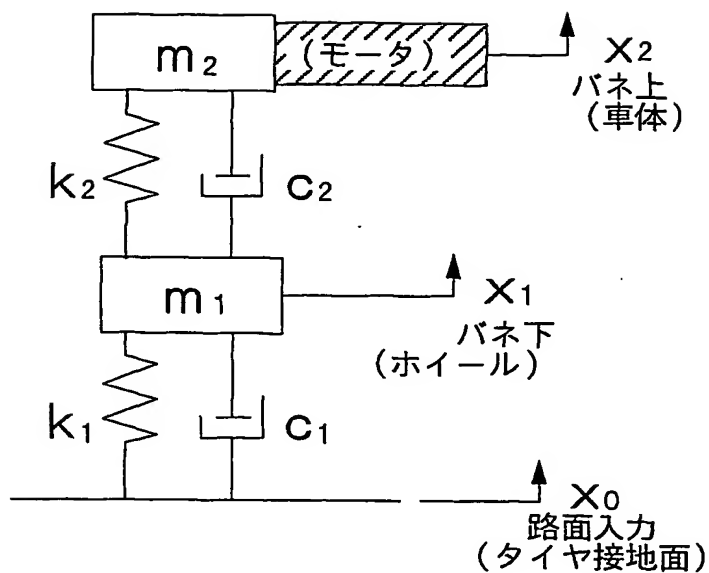 m2
(モータ)
X2
バネ上
(車体)
k2
c2
m1
X1
バネ下
(ホイール)
k1
c1
X0
路面入力
(タイヤ接地面)